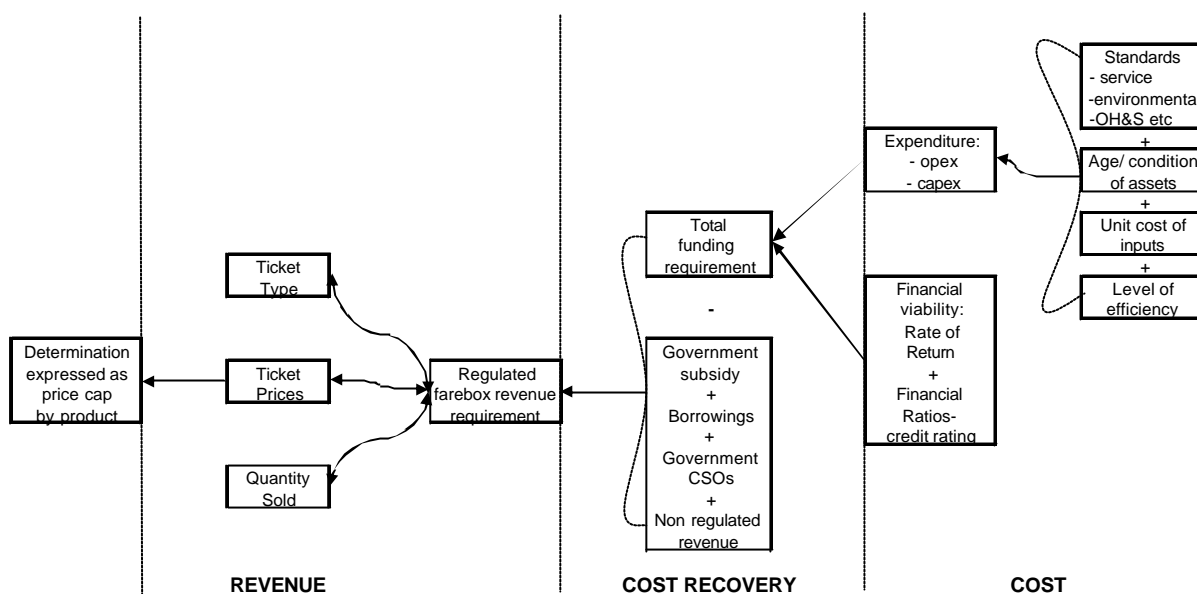 Determination
expressed as
price cap
by product
Ticket
Type
Ticket
Prices
Quantity
Sold
Regulated
farebox revenue
requirement
Total
funding
requirement
-
Government
subsidy
+
Borrowings
+
Government
CSOs
+
Non regulated
revenue
Expenditure:
- opex
- capex
Financial
viability:
Rate of
Return
+
Financial
Ratios-
credit rating
Standards
- service
-environmenta
-OH&S etc
+
Age/ condition
of assets
+
Unit cost of
inputs
+
Level of
efficiency
REVENUE
COST RECOVERY
COST